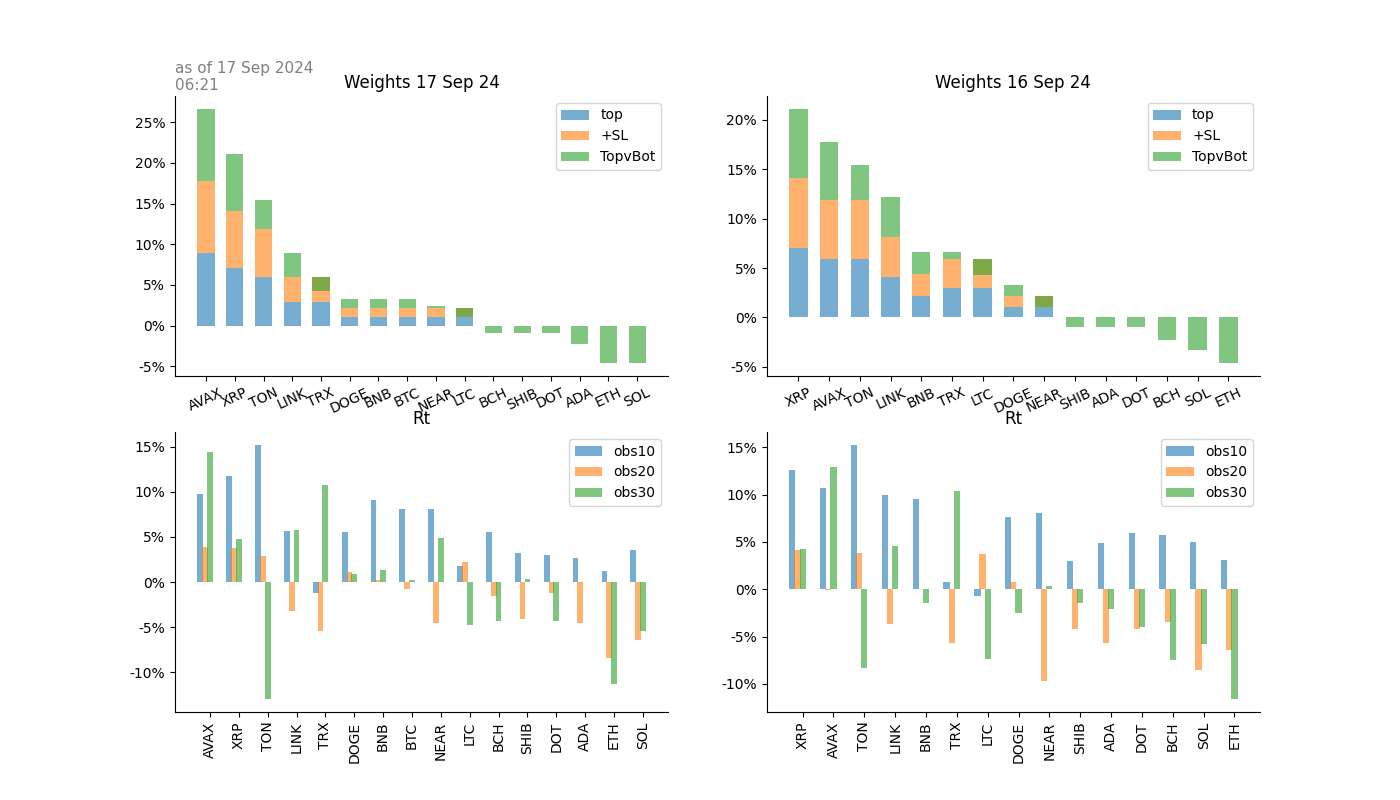 as of 17 Sep 2024
06:21
Weights 17 Sep 24
25%
20%
15%
10%
5%
0%
-5%
top
+SL
TopvBot
AVAX XRP TON LINK TRX DOGE BNB BTC NEAR LTC BCH SHIB DOT ADA ETH SOL
Weights 16 Sep 24
20%
15%
10%
5%
0%
-5%
top
+SL
TopvBot
XRP AVAX TON LINK BNB TRX LTC DOGE NEAR SHIB ADA DOT BCH SOL ETH
Rt
15%
10%
5%
0%
-5%
-10%
obs10
obs20
obs30
AVAX XRP TON LINK TRX DOGE BNB BTC NEAR LTC BCH SHIB DOT ADA ETH SOL
Rt
15%
10%
5%
0%
-5%
-10%
obs10
obs20
obs30
XRP AVAX TON LINK BNB TRX LTC DOGE NEAR SHIB ADA DOT BCH SOL ETH